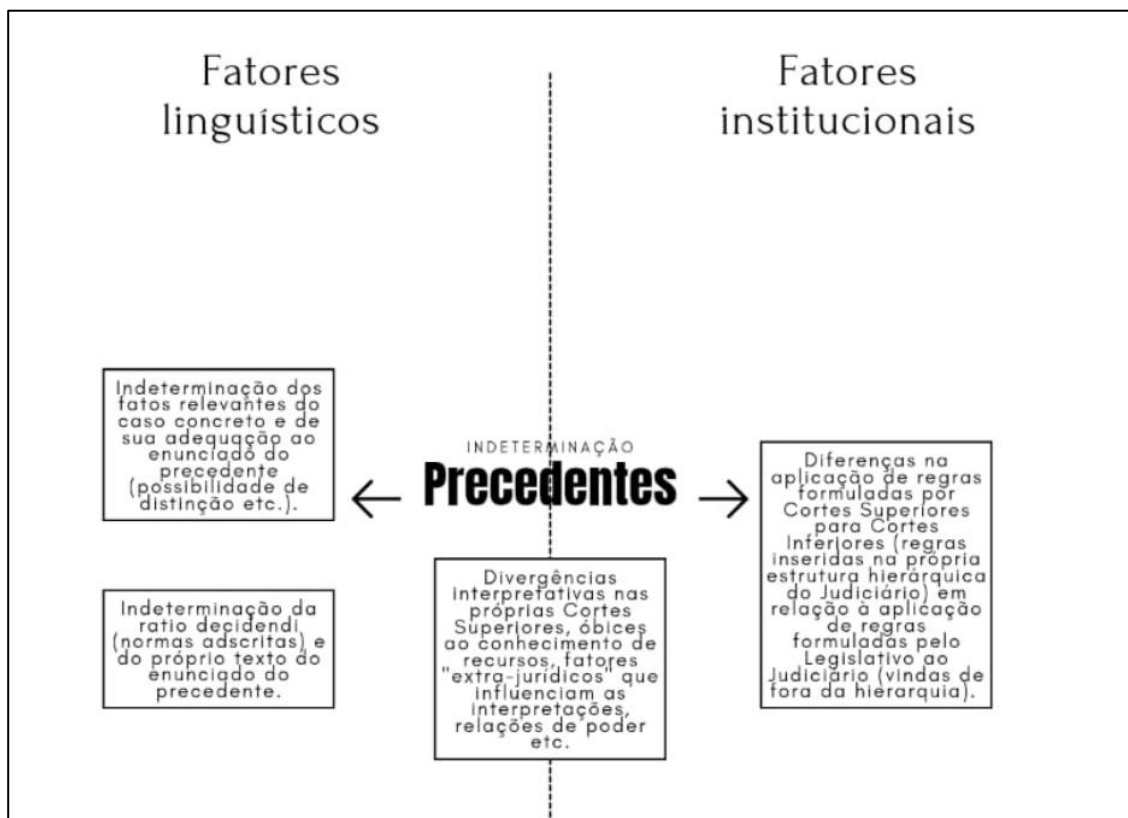 Fatores
linguísticos
Fatores
institucionais
Indeterminação dos
fatos relevantes do
caso concreto e de
sua adequação ao
enunciado do
precedente
(possibilidade de
distinção etc.).
Indeterminação da
ratio decidendi
(normas adscritas) e
do próprio texto do
enunciado do
precedente.
INDETERMINAÇÃO
Precedentes
Divergências
interpretativas nas
próprias Cortes
Superiores, óbices
ao conhecimento de
recursos, fatores
"extra-jurídicos" que
influenciam as
interpretações,
relações de poder
etc.
Diferenças na
aplicação de regras
formuladas por
Cortes Superiores
para Cortes
Inferiores (regras
inseridas na própria
estrutura hierárquica
do Judiciário) em
relação à aplicação
de regras
formuladas pelo
Legislativo ao
Judiciário (vindas de
fora da hierarquia).